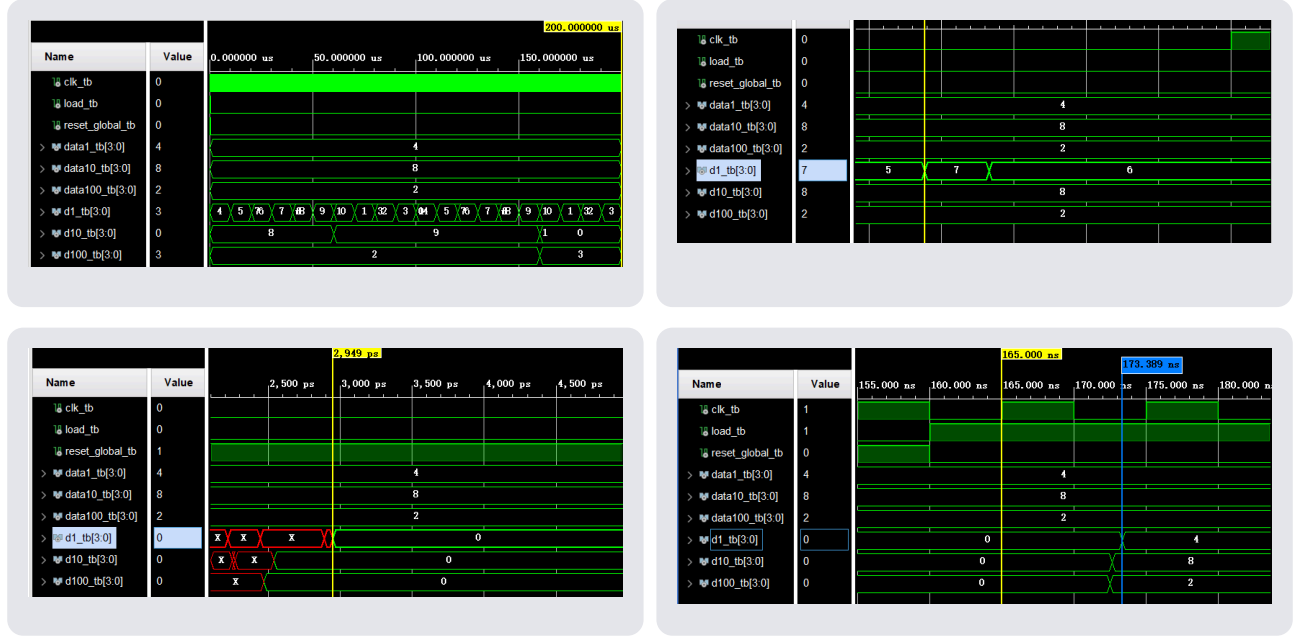 200.000000 us
Name Value 0.000000 us 50.000000 us 100.000000 us 150.000000 us
clk_tb 0
load_tb 0
reset_global_tb 0
data1_tb[3:0] 4 4
data10_tb[3:0] 8 8
data100_tb[3:0] 2 2
d1_tb[3:0] 3 4 5 7 9 10 1 32 3 5 7 9 10 1 32 3
d10_tb[3:0] 0 8 9 1 0
d100_tb[3:0] 3 2 3
clk_tb 0
load_tb 0
reset_global_tb 0
data1_tb[3:0] 4 4
data10_tb[3:0] 8 8
data100_tb[3:0] 2 2
d1_tb[3:0] 7 5 7 6
d10_tb[3:0] 8 8
d100_tb[3:0] 2 2
2,949 ps
Name Value 2,500 ps 3,000 ps 3,500 ps 4,000 ps 4,500 ps
clk_tb 0
load_tb 0
reset_global_tb 1
data1_tb[3:0] 4 4
data10_tb[3:0] 8 8
data100_tb[3:0] 2 2
d1_tb[3:0] 0 X X X 0
d10_tb[3:0] 0 X X 0
d100_tb[3:0] 0 X 0
165.000 ns
173.389 ns
Name Value 155.000 ns 160.000 ns 165.000 ns 170.000 ns 175.000 ns 180.000 n
clk_tb 1
load_tb 1
reset_global_tb 0
data1_tb[3:0] 4 4
data10_tb[3:0] 8 8
data100_tb[3:0] 2 2
d1_tb[3:0] 0 0 4
d10_tb[3:0] 0 0 8
d100_tb[3:0] 0 0 2